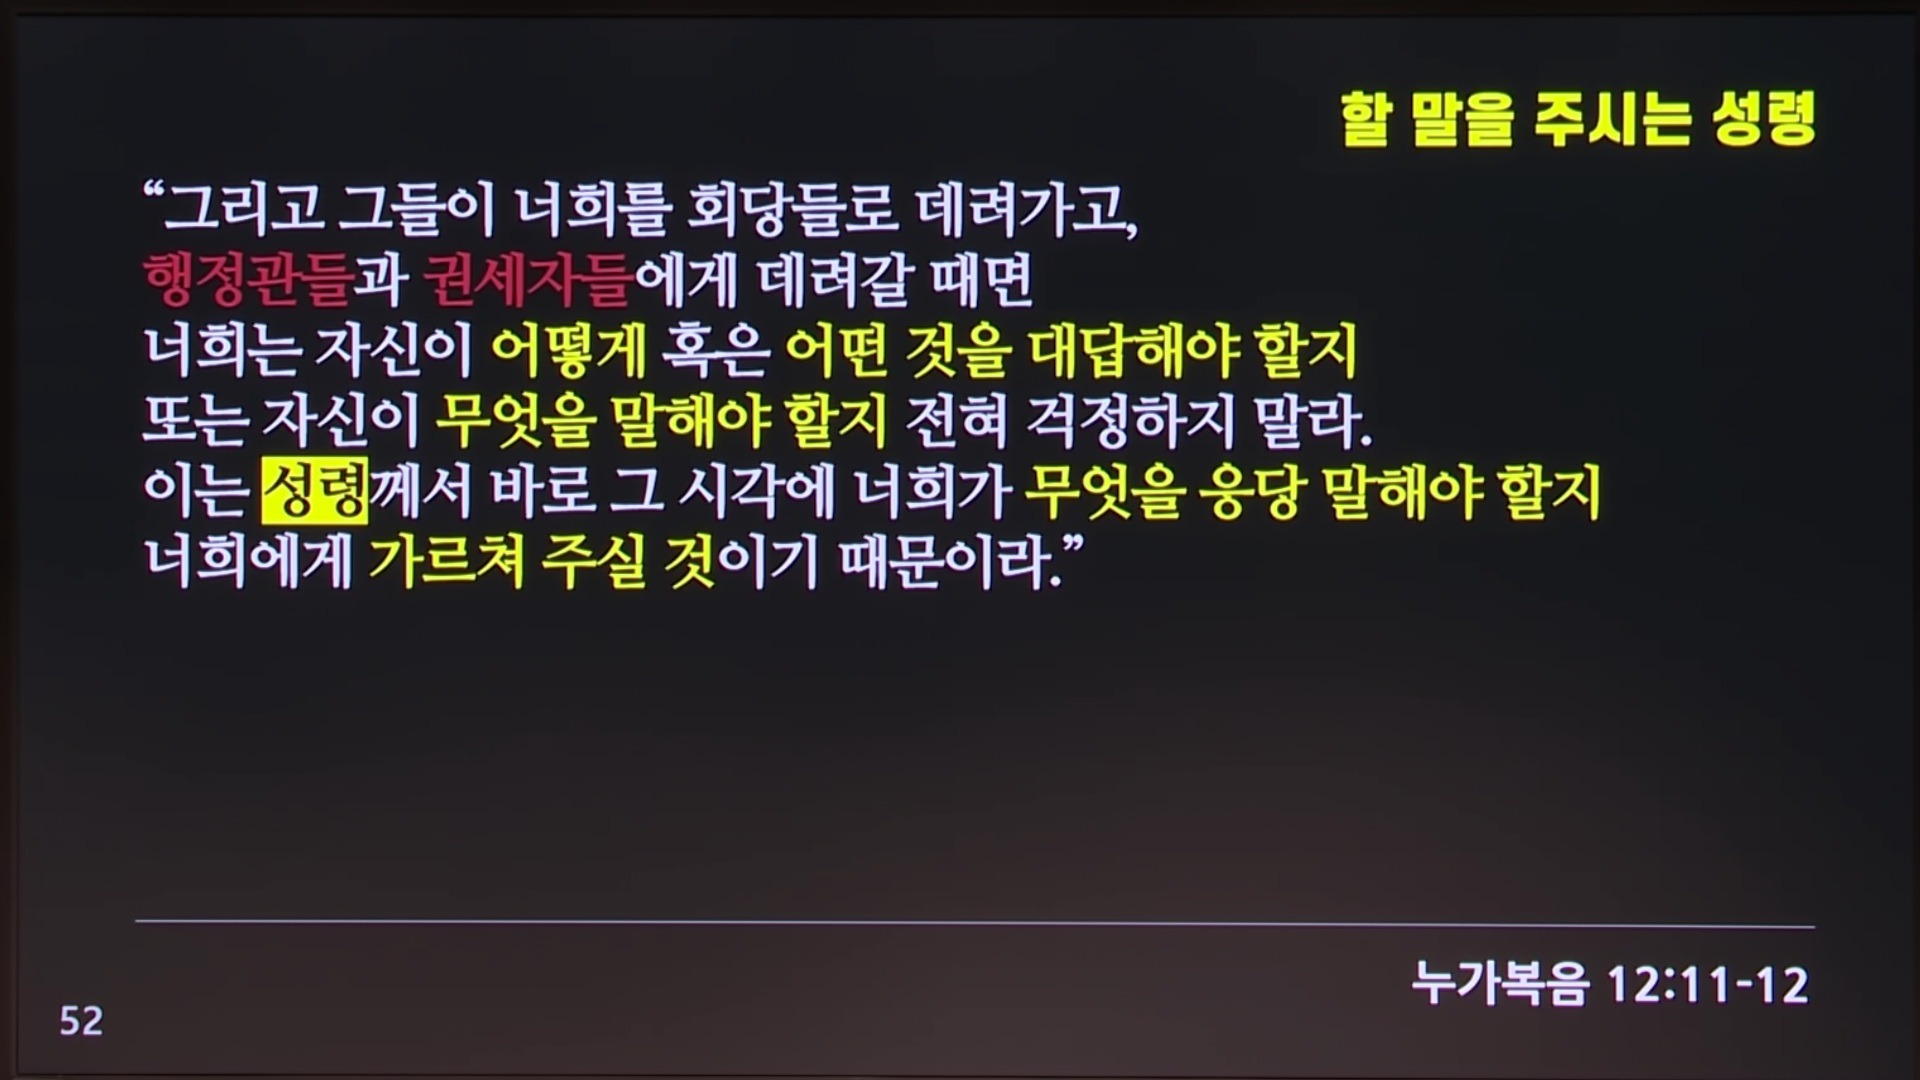 할 말을 주시는 성령
“그리고 그들이 너희를 회당들로 데려가고,
행정관들과 권세자들에게 데려갈 때면
너희는 자신이 어떻게 혹은 어떤 것을 대답해야 할지
또는 자신이 무엇을 말해야 할지 전혀 걱정하지 말라.
이는 성령께서 바로 그 시각에 너희가 무엇을 응당 말해야 할지
너희에게 가르쳐 주실 것이기 때문이라.”
누가복음 12:11-12
52